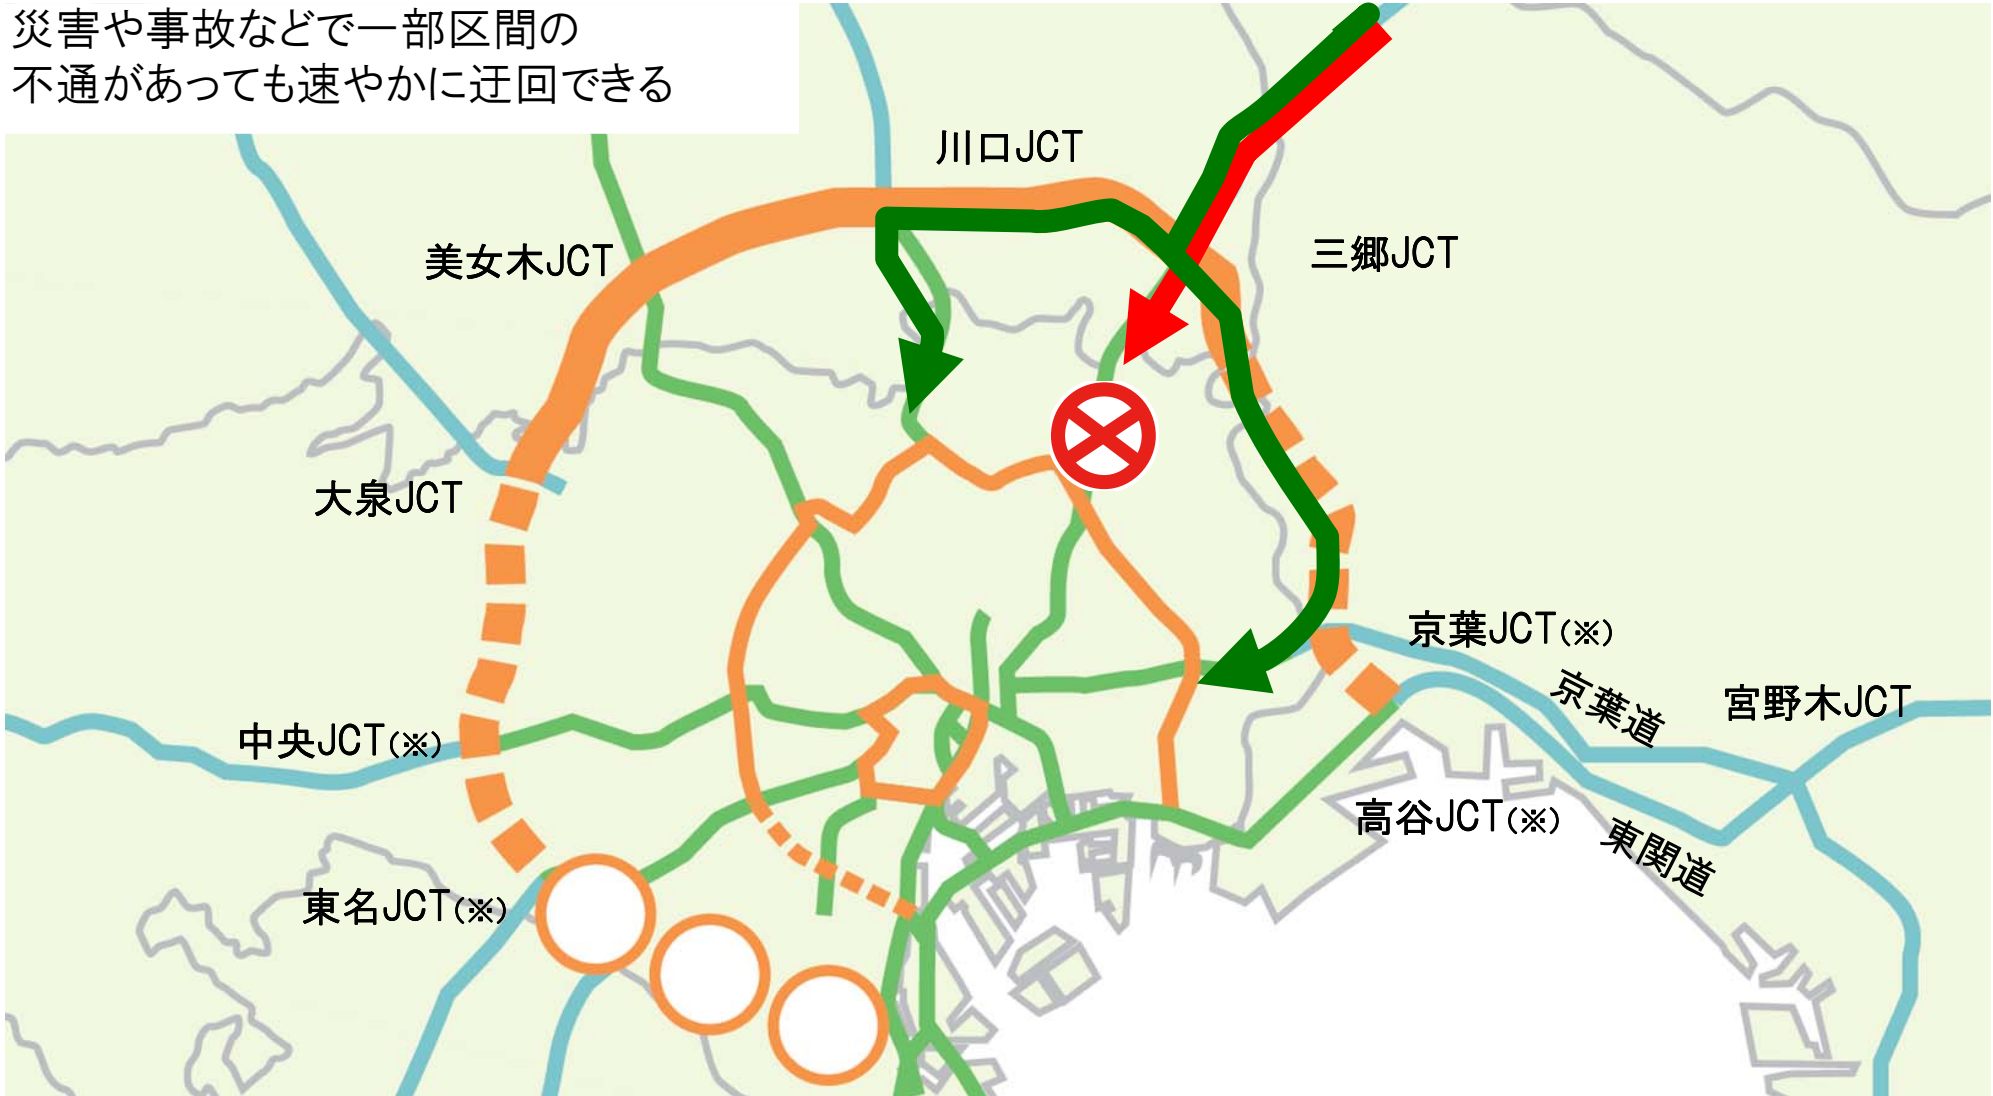 災害や事故などで一部区間の
不通があっても速やかに迂回できる
川口JCT
美女木JCT
三郷JCT
大泉JCT
京葉JCT(※)
京葉道
宮野木JCT
中央JCT(※)
高谷JCT(※)
東関道
東名JCT(※)